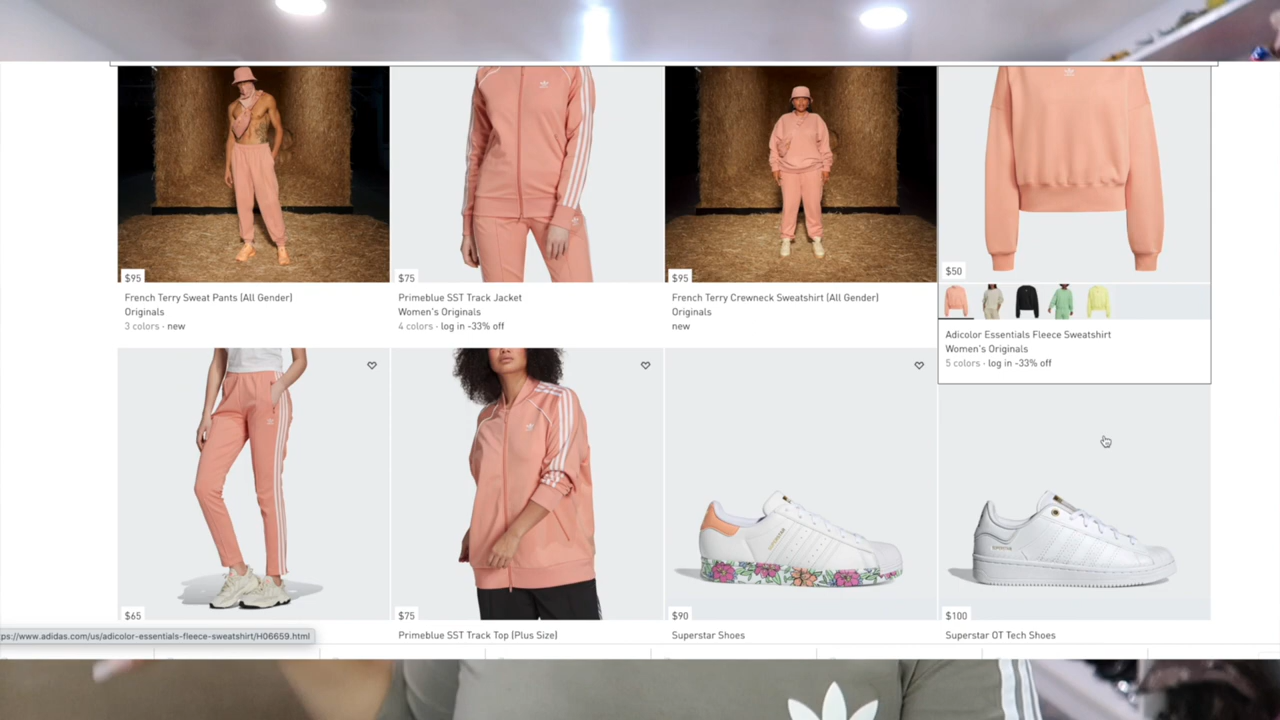 $95
French Terry Sweat Pants (All Gender)
Originals
3 colors · new
$75
Primeblue SST Track Jacket
Women's Originals
4 colors · log in -33% off
$95
French Terry Crewneck Sweatshirt (All Gender)
Originals
new
$50
Adicolor Essentials Fleece Sweatshirt
Women's Originals
5 colors · log in -33% off
$65
$75
Primeblue SST Track Top (Plus Size)
$90
Superstar Shoes
$100
Superstar OT Tech Shoes
ps://www.adidas.com/us/adicolor-essentials-fleece-sweatshirt/H06659.html